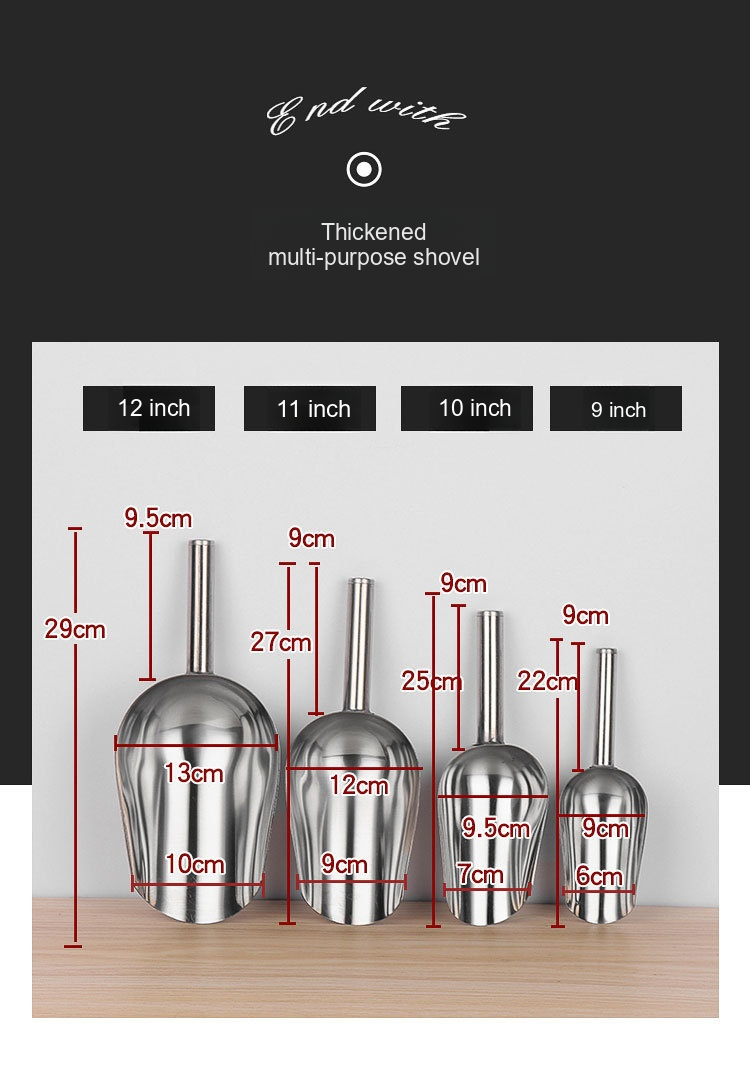 End with
Thickened
multi-purpose shovel
12 inch
11 inch
10 inch
9 inch
9.5cm
9cm
9cm
9cm
29cm
27cm
25cm
22cm
13cm
12cm
9.5cm
9cm
10cm
9cm
7cm
6cm